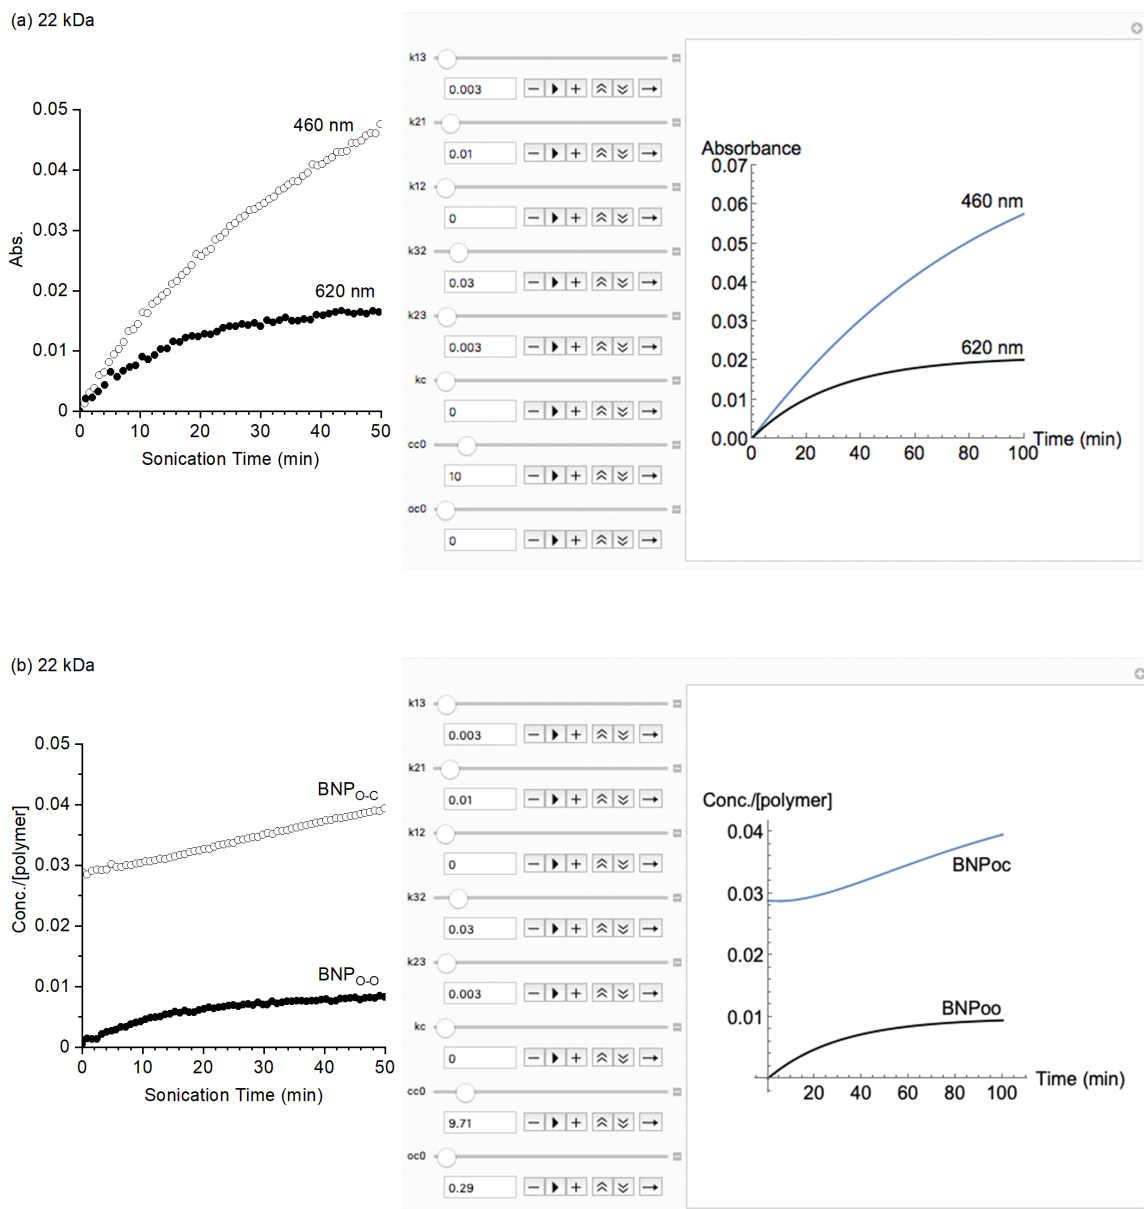 (a) 22 kDa
0.05
0.04
0.03
0.02
0.01
0
Abs.
460 nm
620 nm
0 10 20 30 40 50
Sonication Time (min)
k13
0.003
k21
0.01
k12
0
k32
0.03
k23
0.003
kc
0
cc0
10
oc0
0
Absorbance
0.07
0.06
0.05
0.04
0.03
0.02
0.01
0.00
460 nm
620 nm
0 20 40 60 80 100
Time (min)
(b) 22 kDa
0.05
0.04
0.03
0.02
0.01
0
Conc./[polymer]
BNPO-C
BNPO-O
0 10 20 30 40 50
Sonication Time (min)
k13
0.003
k21
0.01
k12
0
k32
0.03
k23
0.003
kc
0
cc0
9.71
oc0
0.29
Conc./[polymer]
0.04
0.03
0.02
0.01
BNPoc
BNPoo
20 40 60 80 100
Time (min)